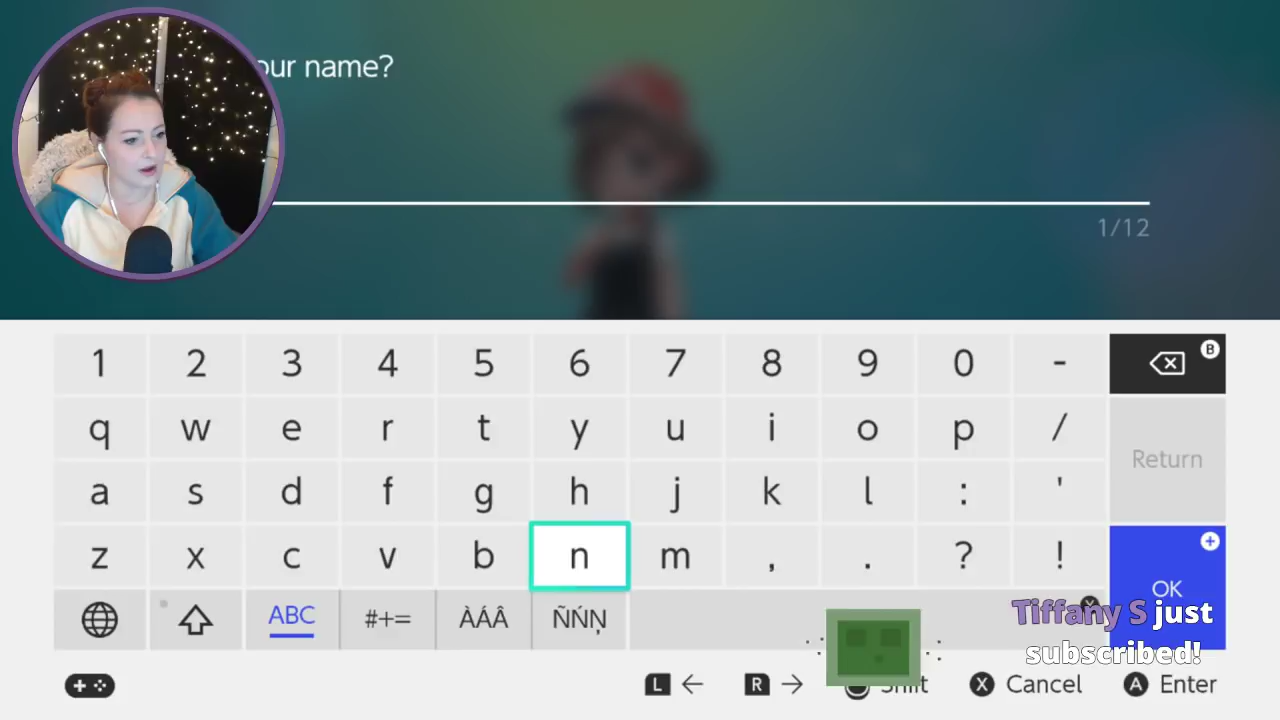 our name?
1/12
1 2 3 4 5 6 7 8 9 0 -
B
q w e r t y u i o p /
Return
a s d f g h j k l : '
z x c v b n m , . ? !
+
OK
ABC #+= ÀÁÂ ÑŃŅ
Tiffany S just
subscribed!
L ← R → Shift X Cancel A Enter